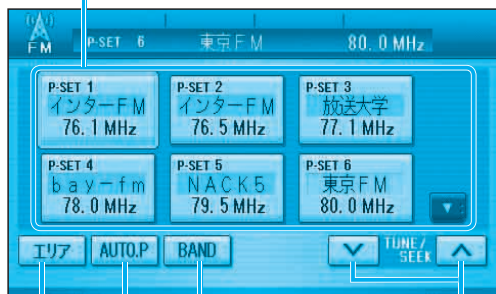 FM P-SET 6 東京FM 80.0 MHz
P-SET 1 P-SET 2 P-SET 3
インターFM インターFM 放送大学
76.1 MHz 76.5 MHz 77.1 MHz
P-SET 4 P-SET 5 P-SET 6
bay-fm NACK5 東京FM
78.0 MHz 79.5 MHz 80.0 MHz
エリア AUTO.P BAND TUNE/
SEEK